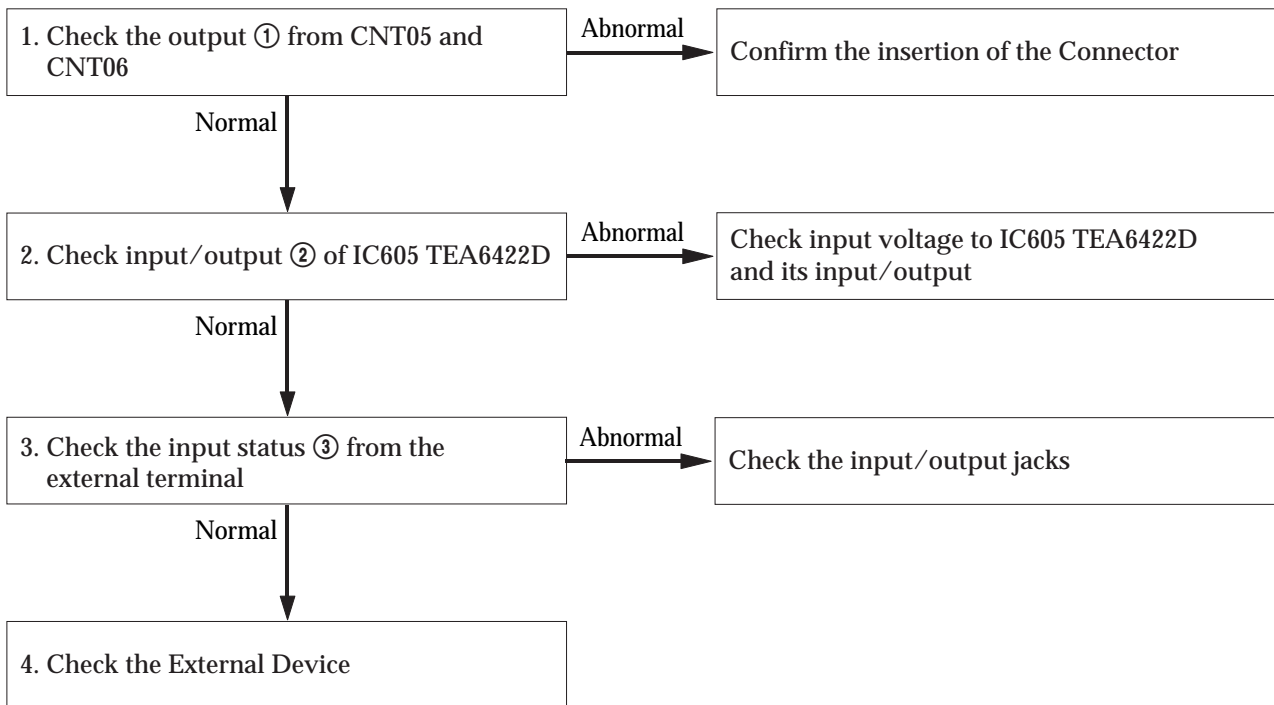 1. Check the output ① from CNT05 and
CNT06
Abnormal
Confirm the insertion of the Connector
Normal
2. Check input/output ② of IC605 TEA6422D
Abnormal
Check input voltage to IC605 TEA6422D
and its input/output
Normal
3. Check the input status ③ from the
external terminal
Abnormal
Check the input/output jacks
Normal
4. Check the External Device